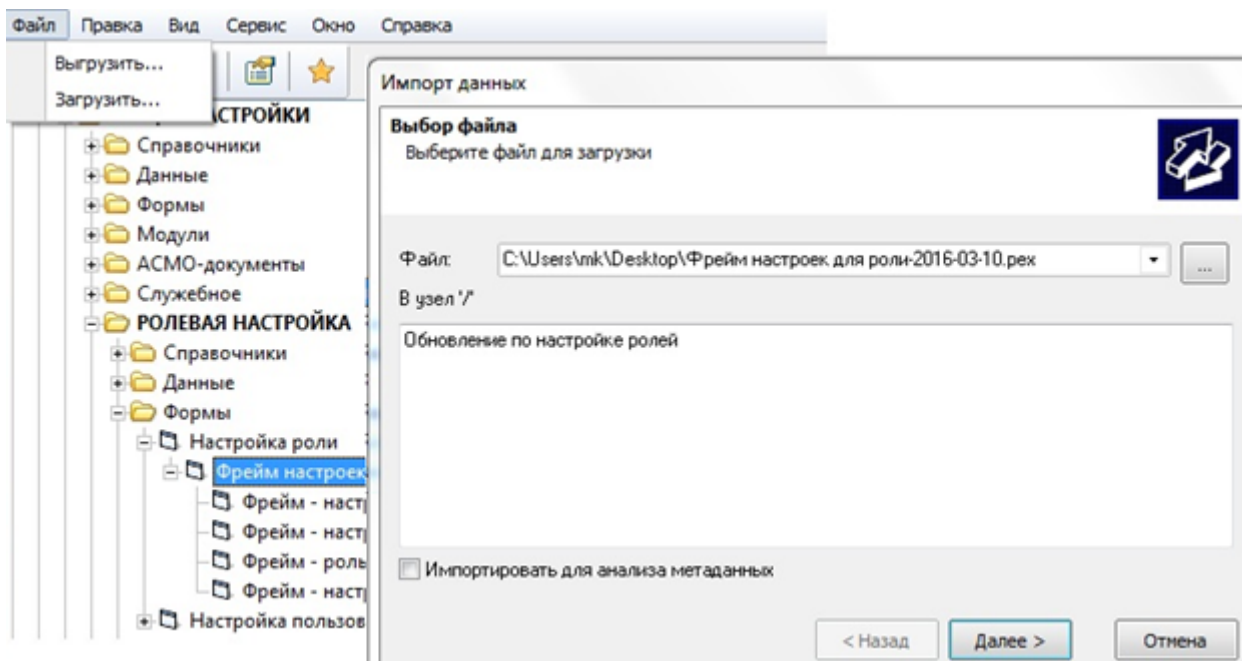 Файл Правка Вид Сервис Окно Справка
Выгрузить...
Загрузить...
СТРОЙКИ
Справочники
Данные
Формы
Модули
АСМО-документы
Служебное
РОЛЕВАЯ НАСТРОЙКА
Справочники
Данные
Формы
Настройка роли
Фрейм настроек
Фрейм - наст
Фрейм - наст
Фрейм - роль
Фрейм - наст
Настройка пользов
Импорт данных
Выбор файла
Выберите файл для загрузки
Файл: C:\Users\mk\Desktop\Фрейм настроек для роли-2016-03-10.pex ...
В узел '/'
Обновление по настройке ролей
Импортировать для анализа метаданных
< Назад Далее > Отмена